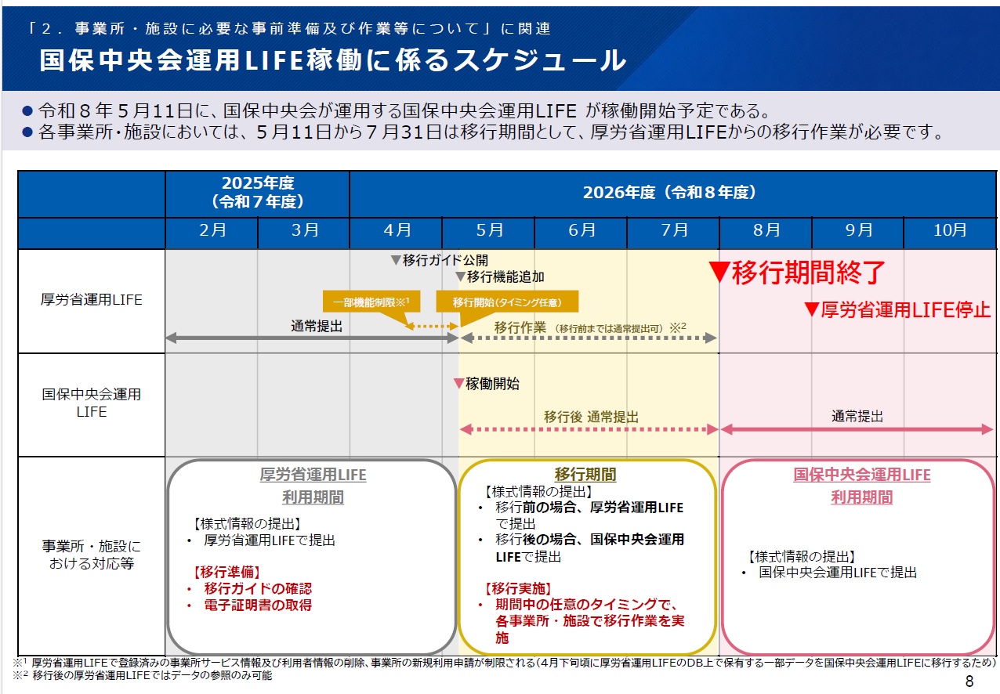 「２．事業所・施設に必要な事前準備及び作業等について」に関連
国保中央会運用LIFE稼働に係るスケジュール
● 令和８年５月11日に、国保中央会が運用する国保中央会運用LIFE が稼働開始予定である。
● 各事業所・施設においては、５月11日から７月31日は移行期間として、厚労省運用LIFEからの移行作業が必要です。
2025年度
（令和７年度）
2026年度（令和８年度）
２月
３月
４月
５月
６月
７月
８月
９月
10月
厚労省運用LIFE
▼移行ガイド公開
▼移行機能追加
▼移行期間終了
▼厚労省運用LIFE停止
一部機能制限※1
移行開始（タイミング任意）
通常提出
移行作業 （移行前までは通常提出可） ※2
国保中央会運用
LIFE
▼稼働開始
移行後 通常提出
通常提出
事業所・施設に
おける対応等
厚労省運用LIFE
利用期間
【様式情報の提出】
• 厚労省運用LIFEで提出
【移行準備】
• 移行ガイドの確認
• 電子証明書の取得
移行期間
【様式情報の提出】
• 移行前の場合、厚労省運用LIFE
で提出
• 移行後の場合、国保中央会運用
LIFEで提出
【移行実施】
• 期間中の任意のタイミングで、
各事業所・施設で移行作業を実
施
国保中央会運用LIFE
利用期間
【様式情報の提出】
• 国保中央会運用LIFEで提出
※1 厚労省運用LIFEで登録済みの事業所サービス情報及び利用者情報の削除、事業所の新規利用申請が制限される（４月下旬頃に厚労省運用LIFEのDB上で保有する一部データを国保中央会運用LIFEに移行するため）
※2 移行後の厚労省運用LIFEではデータの参照のみ可能
8